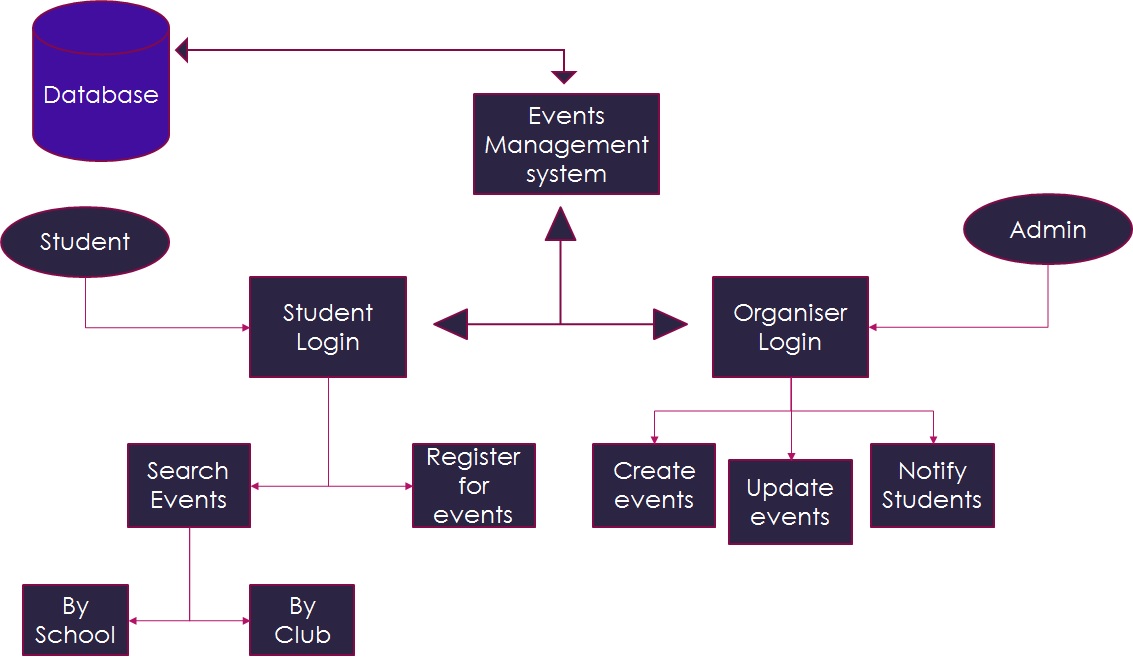 Database
Events
Management
system
Student
Admin
Student
Login
Organiser
Login
Search
Events
Register
for
events
Create
events
Update
events
Notify
Students
By
School
By
Club